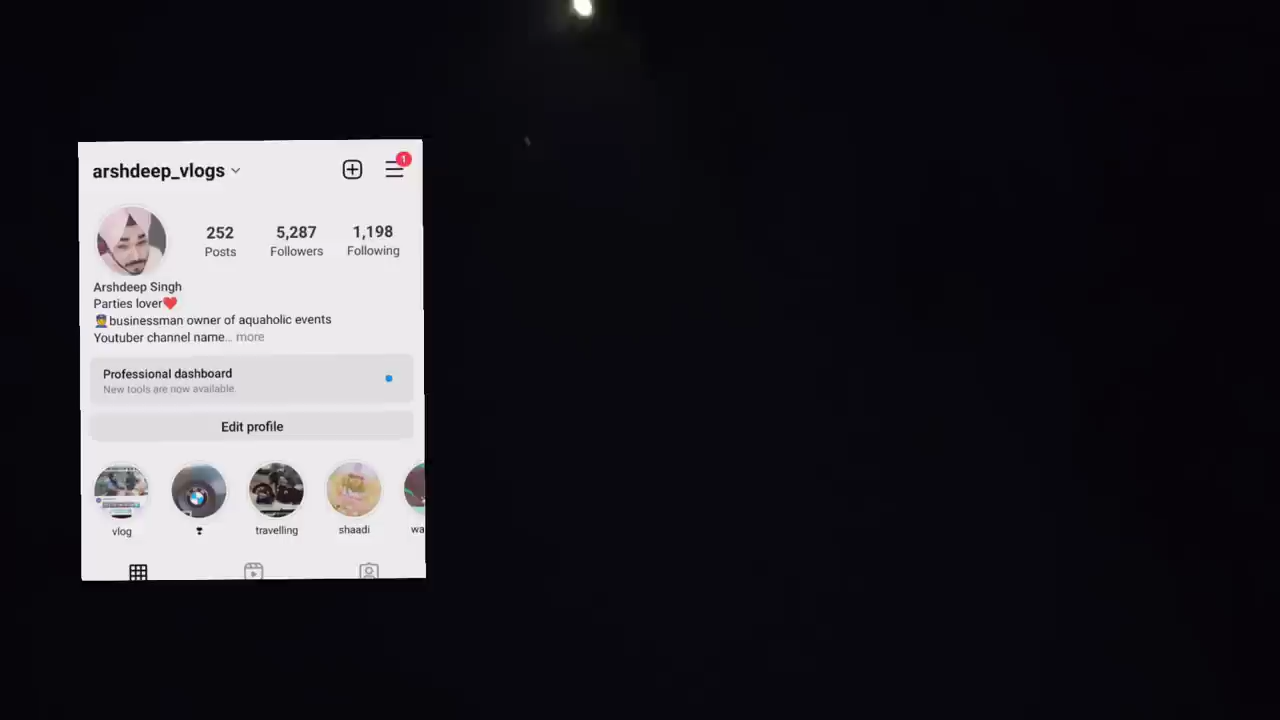 arshdeep_vlogs
1
252 5,287 1,198
Posts Followers Following
Arshdeep Singh
Parties lover❤️
👮businessman owner of aquaholic events
Youtuber channel name... more
Professional dashboard
New tools are now available.
Edit profile
vlog ❣ travelling shaadi wa